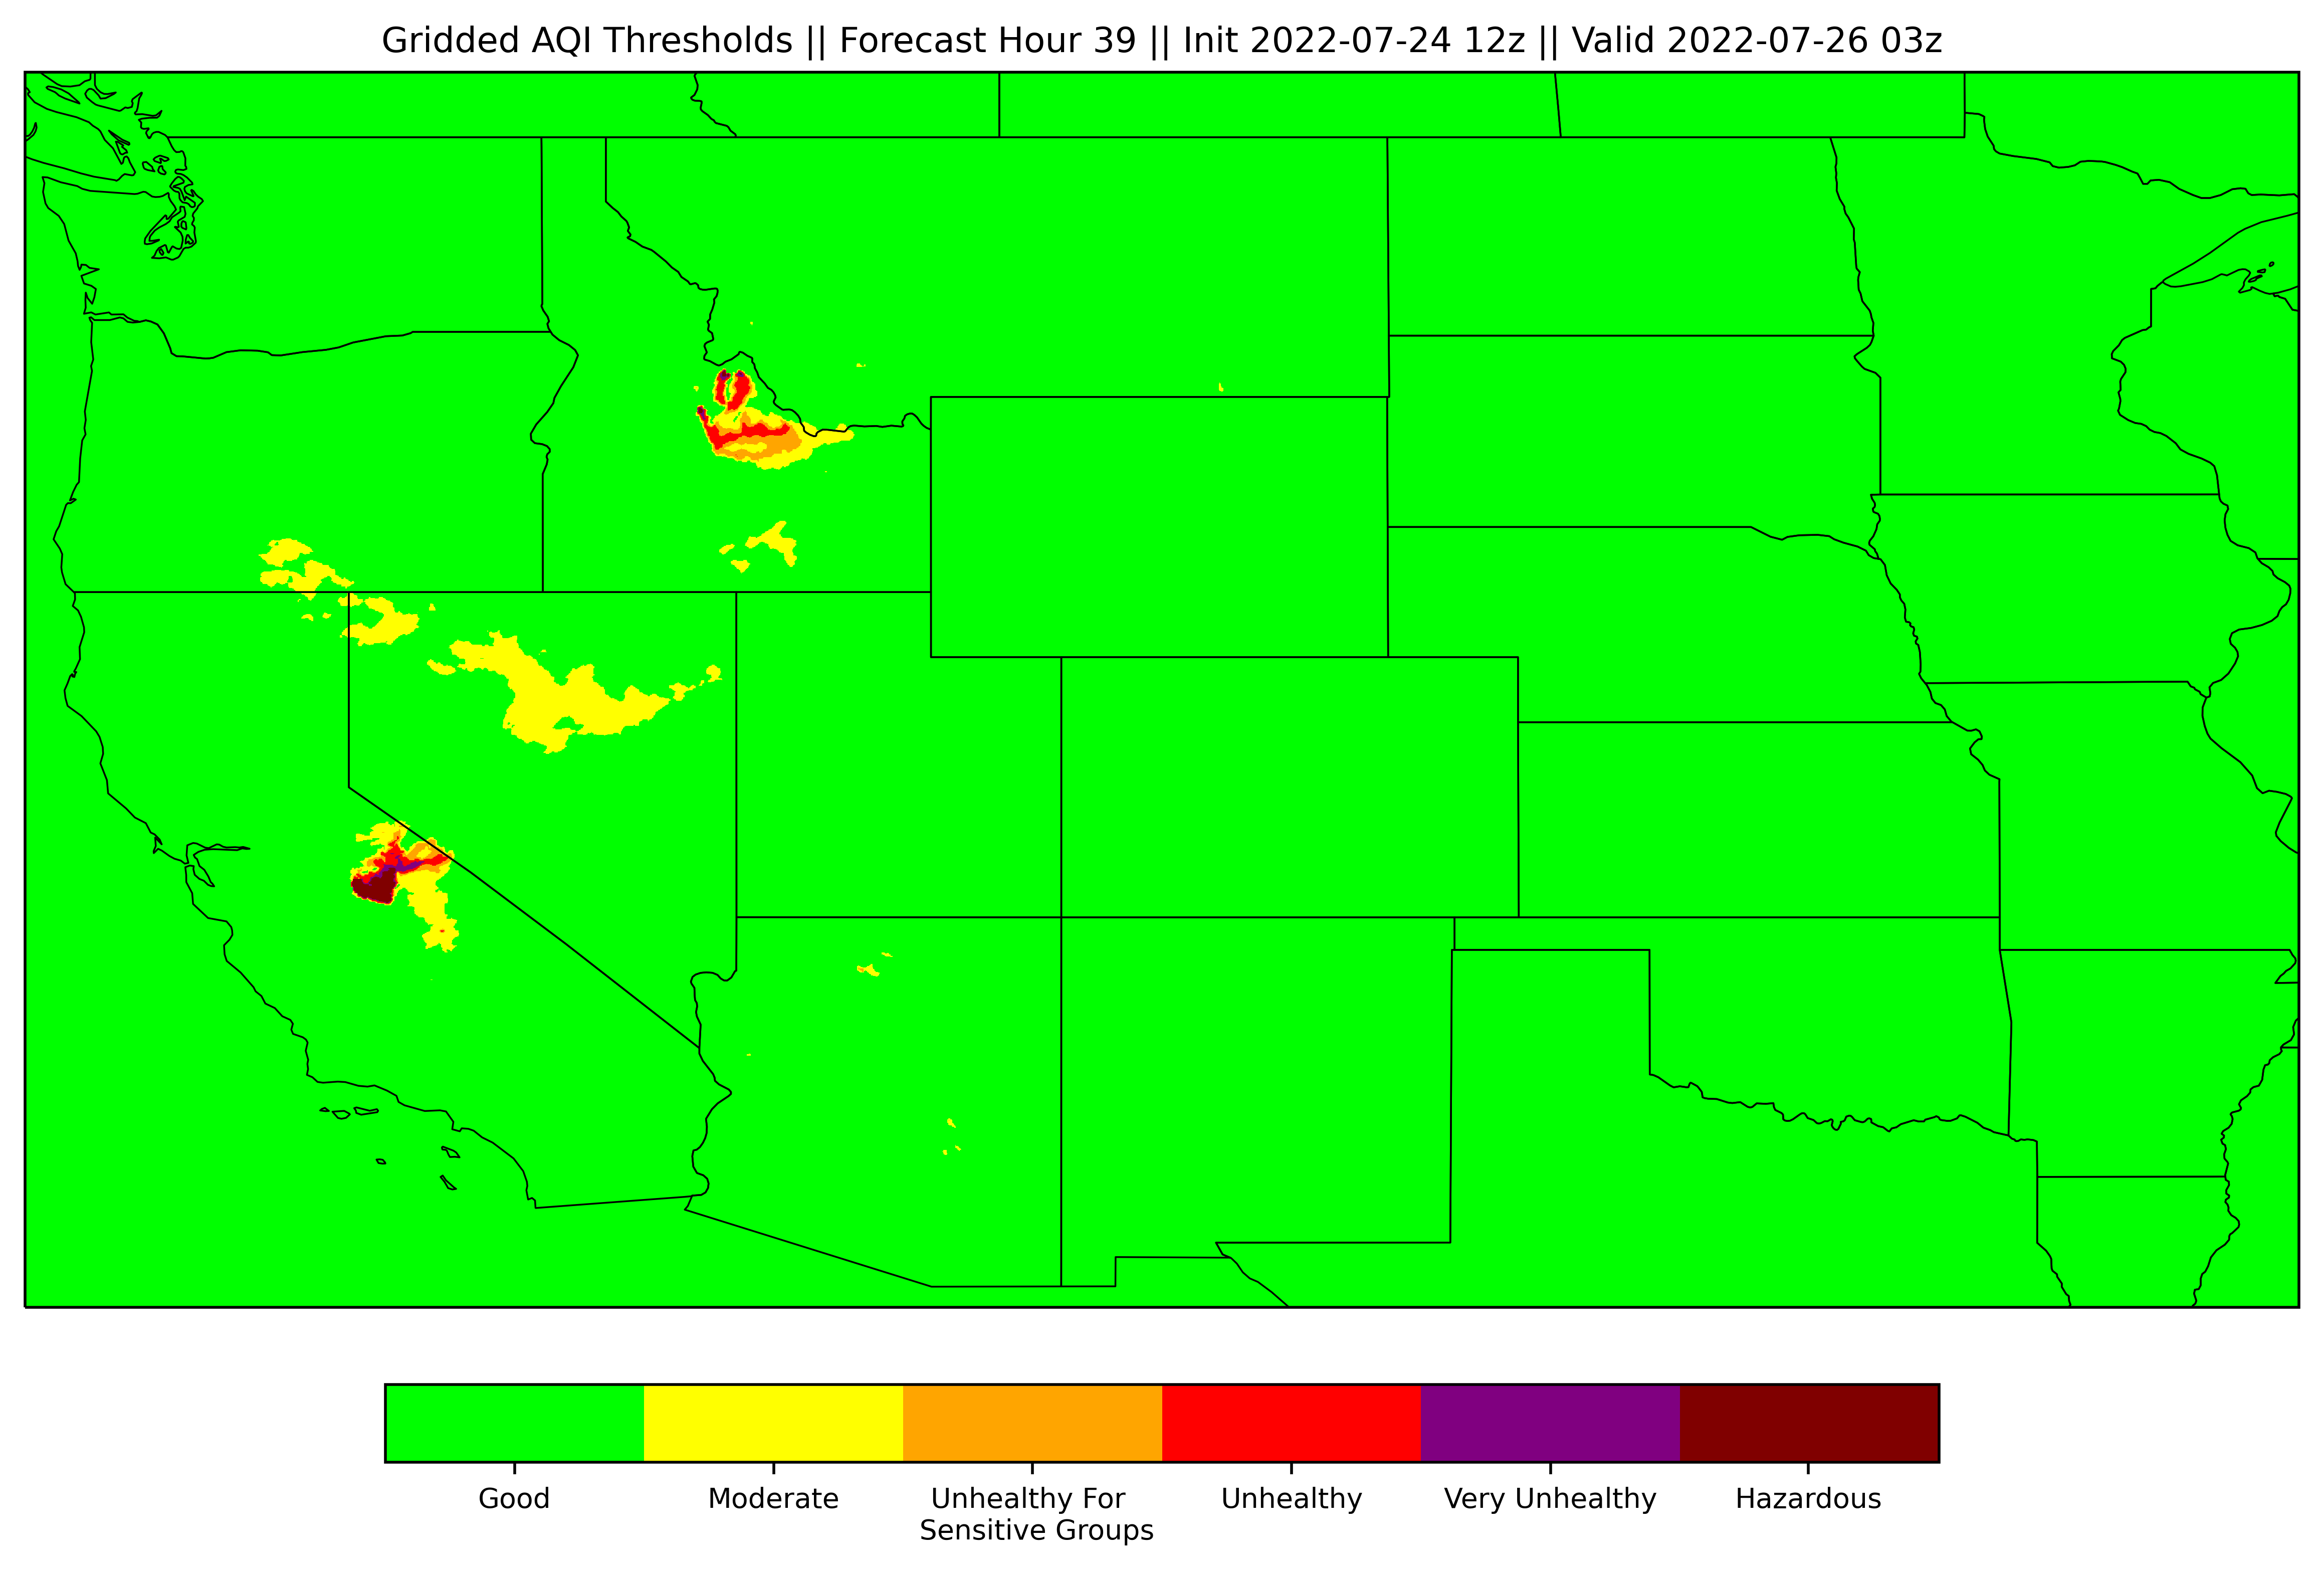 Gridded AQI Thresholds || Forecast Hour 39 || Init 2022-07-24 12z || Valid 2022-07-26 03z
Good Moderate Unhealthy For Unhealthy Very Unhealthy Hazardous
Sensitive Groups